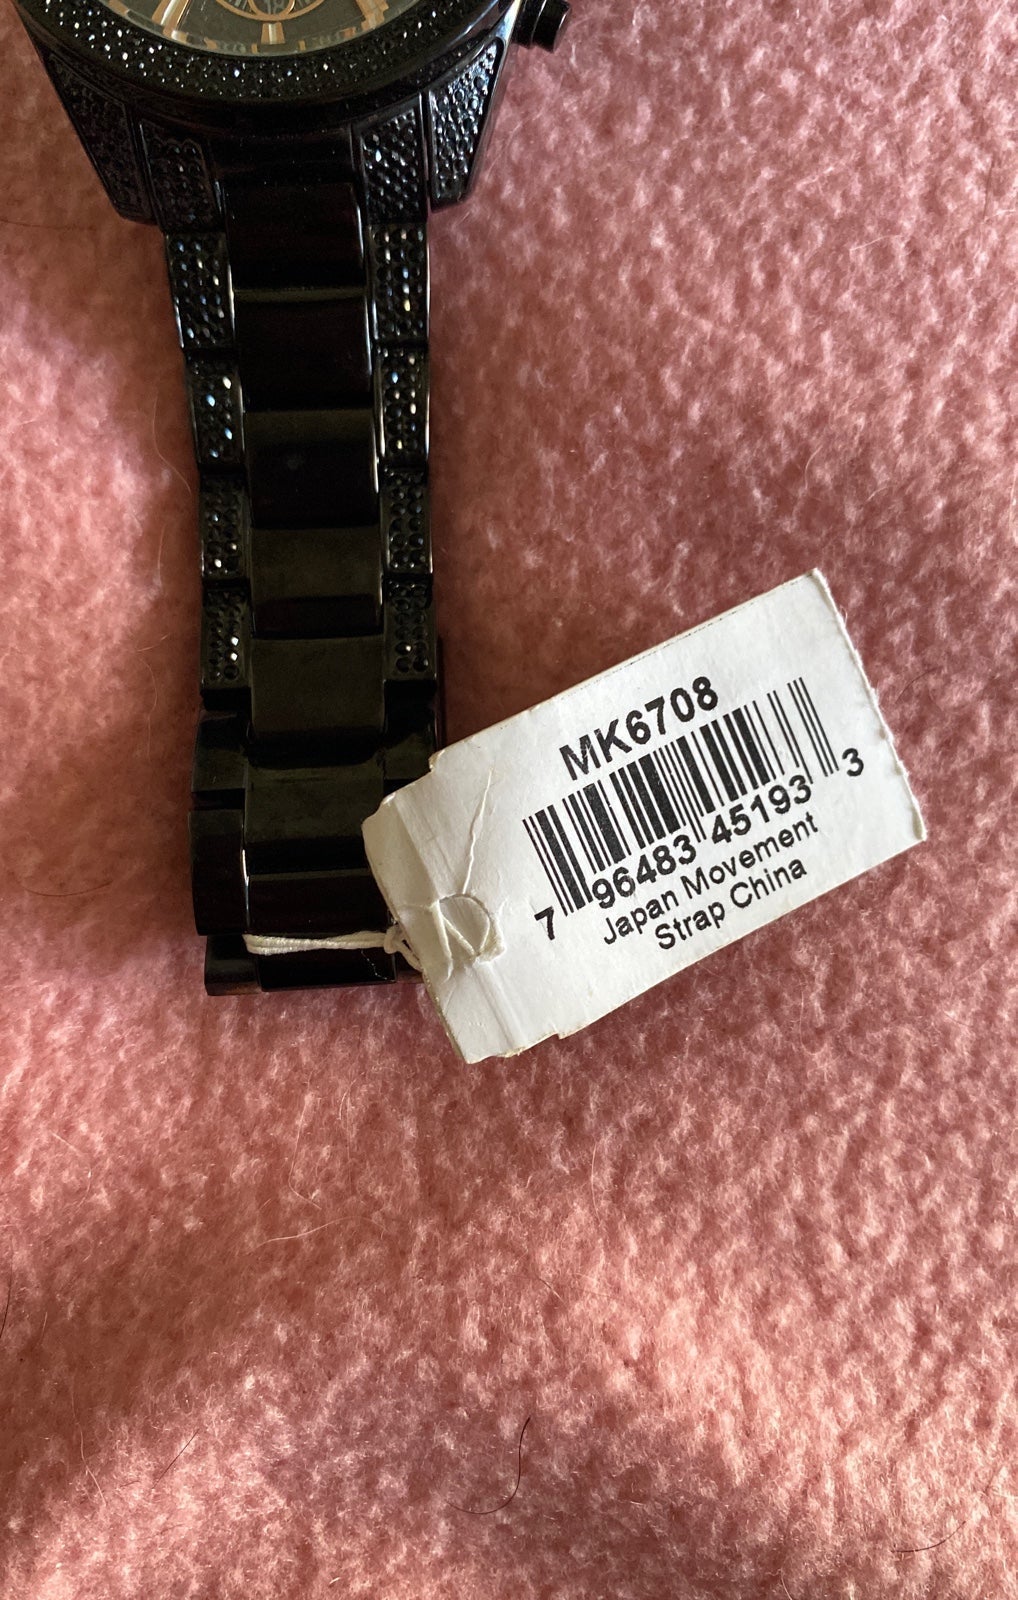 MK6708
7 96483 45193 3
Japan Movement
Strap China